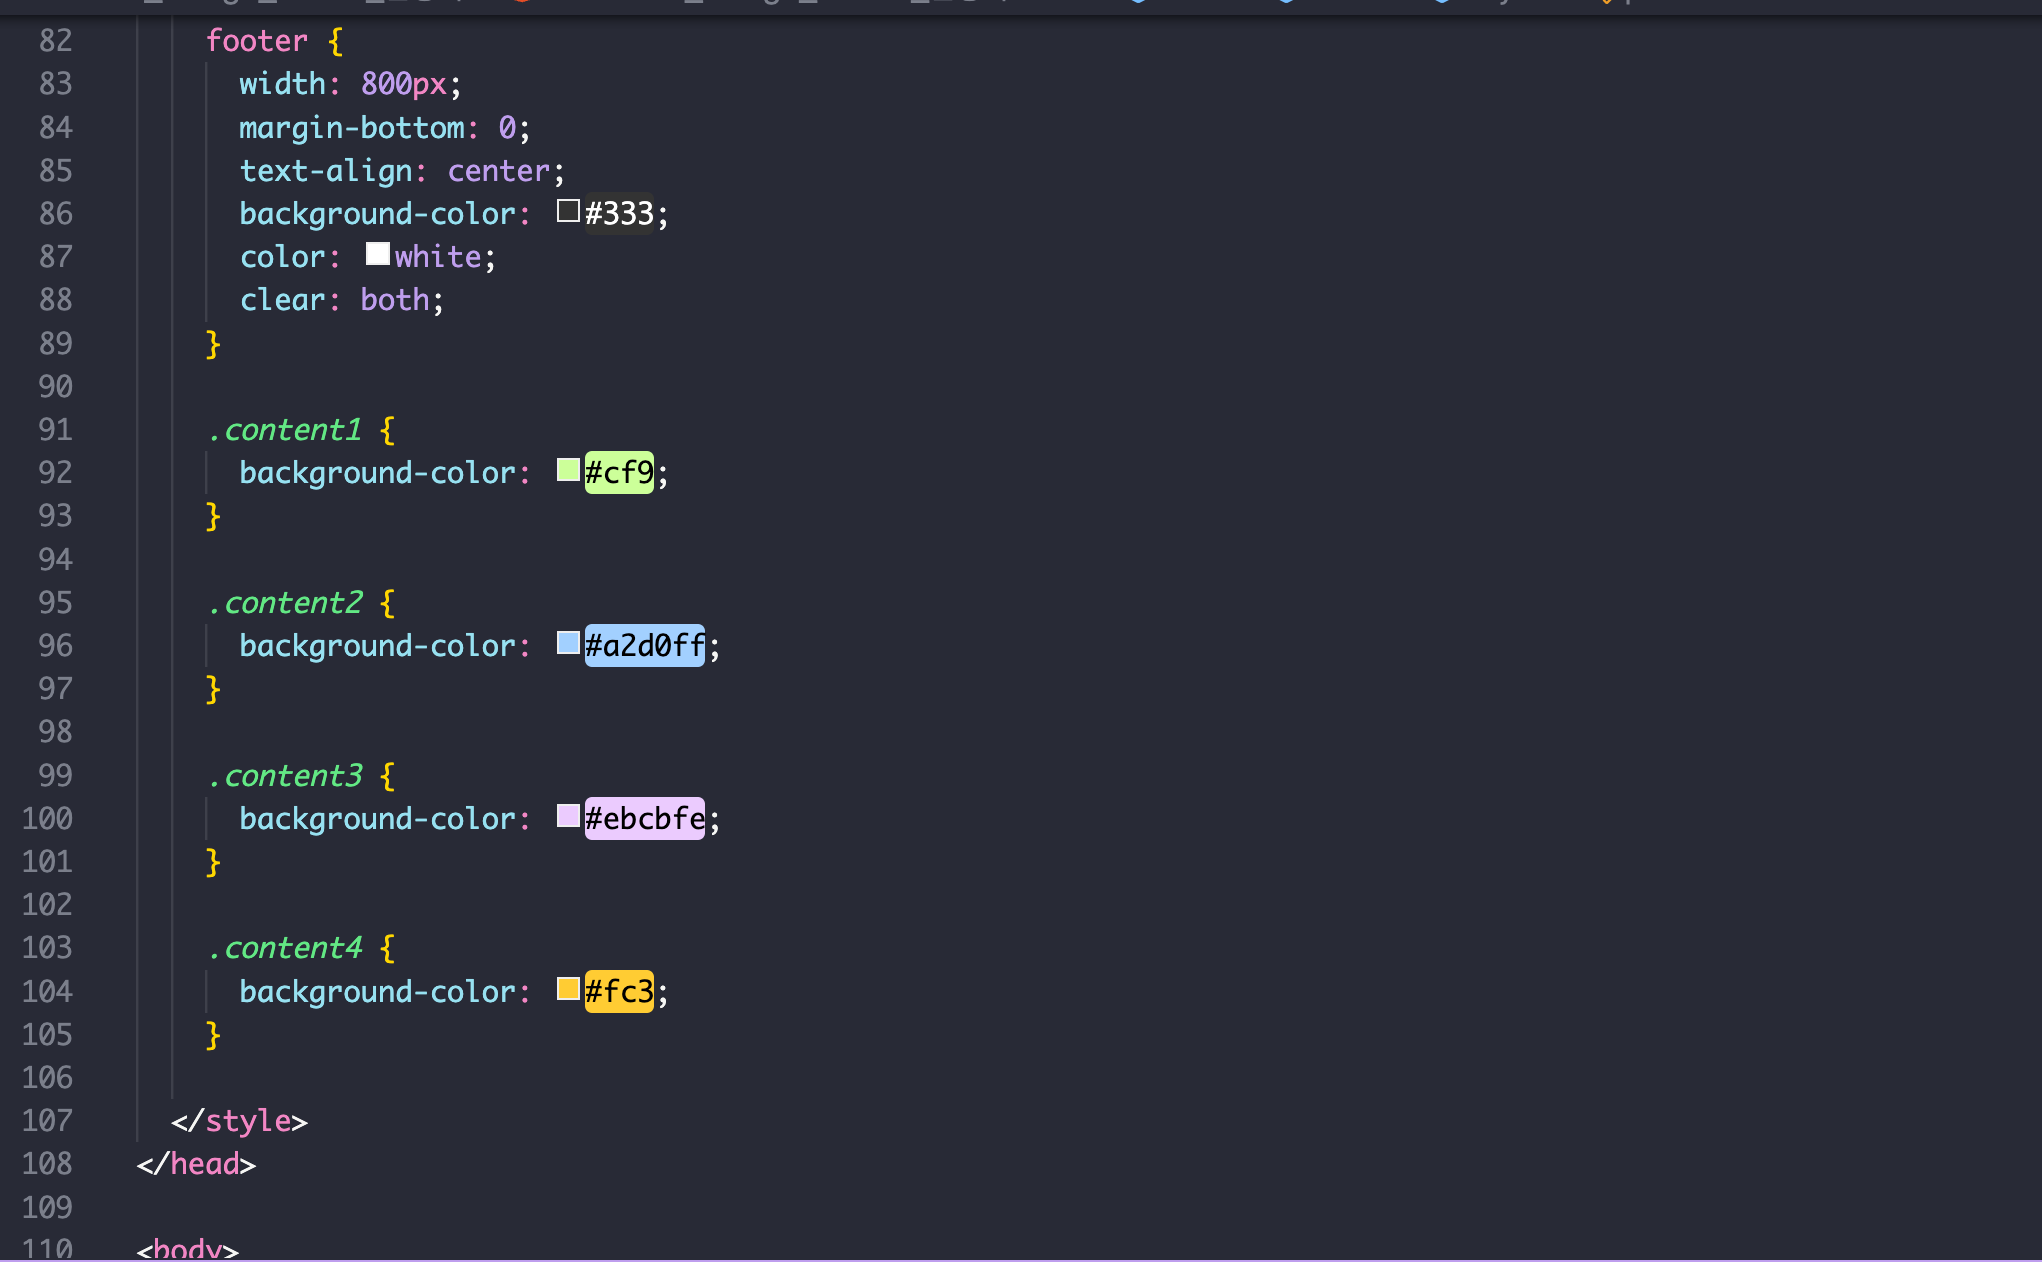 82 footer {
83 width: 800px;
84 margin-bottom: 0;
85 text-align: center;
86 background-color: #333;
87 color: white;
88 clear: both;
89 }
90
91 .content1 {
92 background-color: #cf9;
93 }
94
95 .content2 {
96 background-color: #a2d0ff;
97 }
98
99 .content3 {
100 background-color: #ebcbfe;
101 }
102
103 .content4 {
104 background-color: #fc3;
105 }
106
107 </style>
108 </head>
109
110 <body>